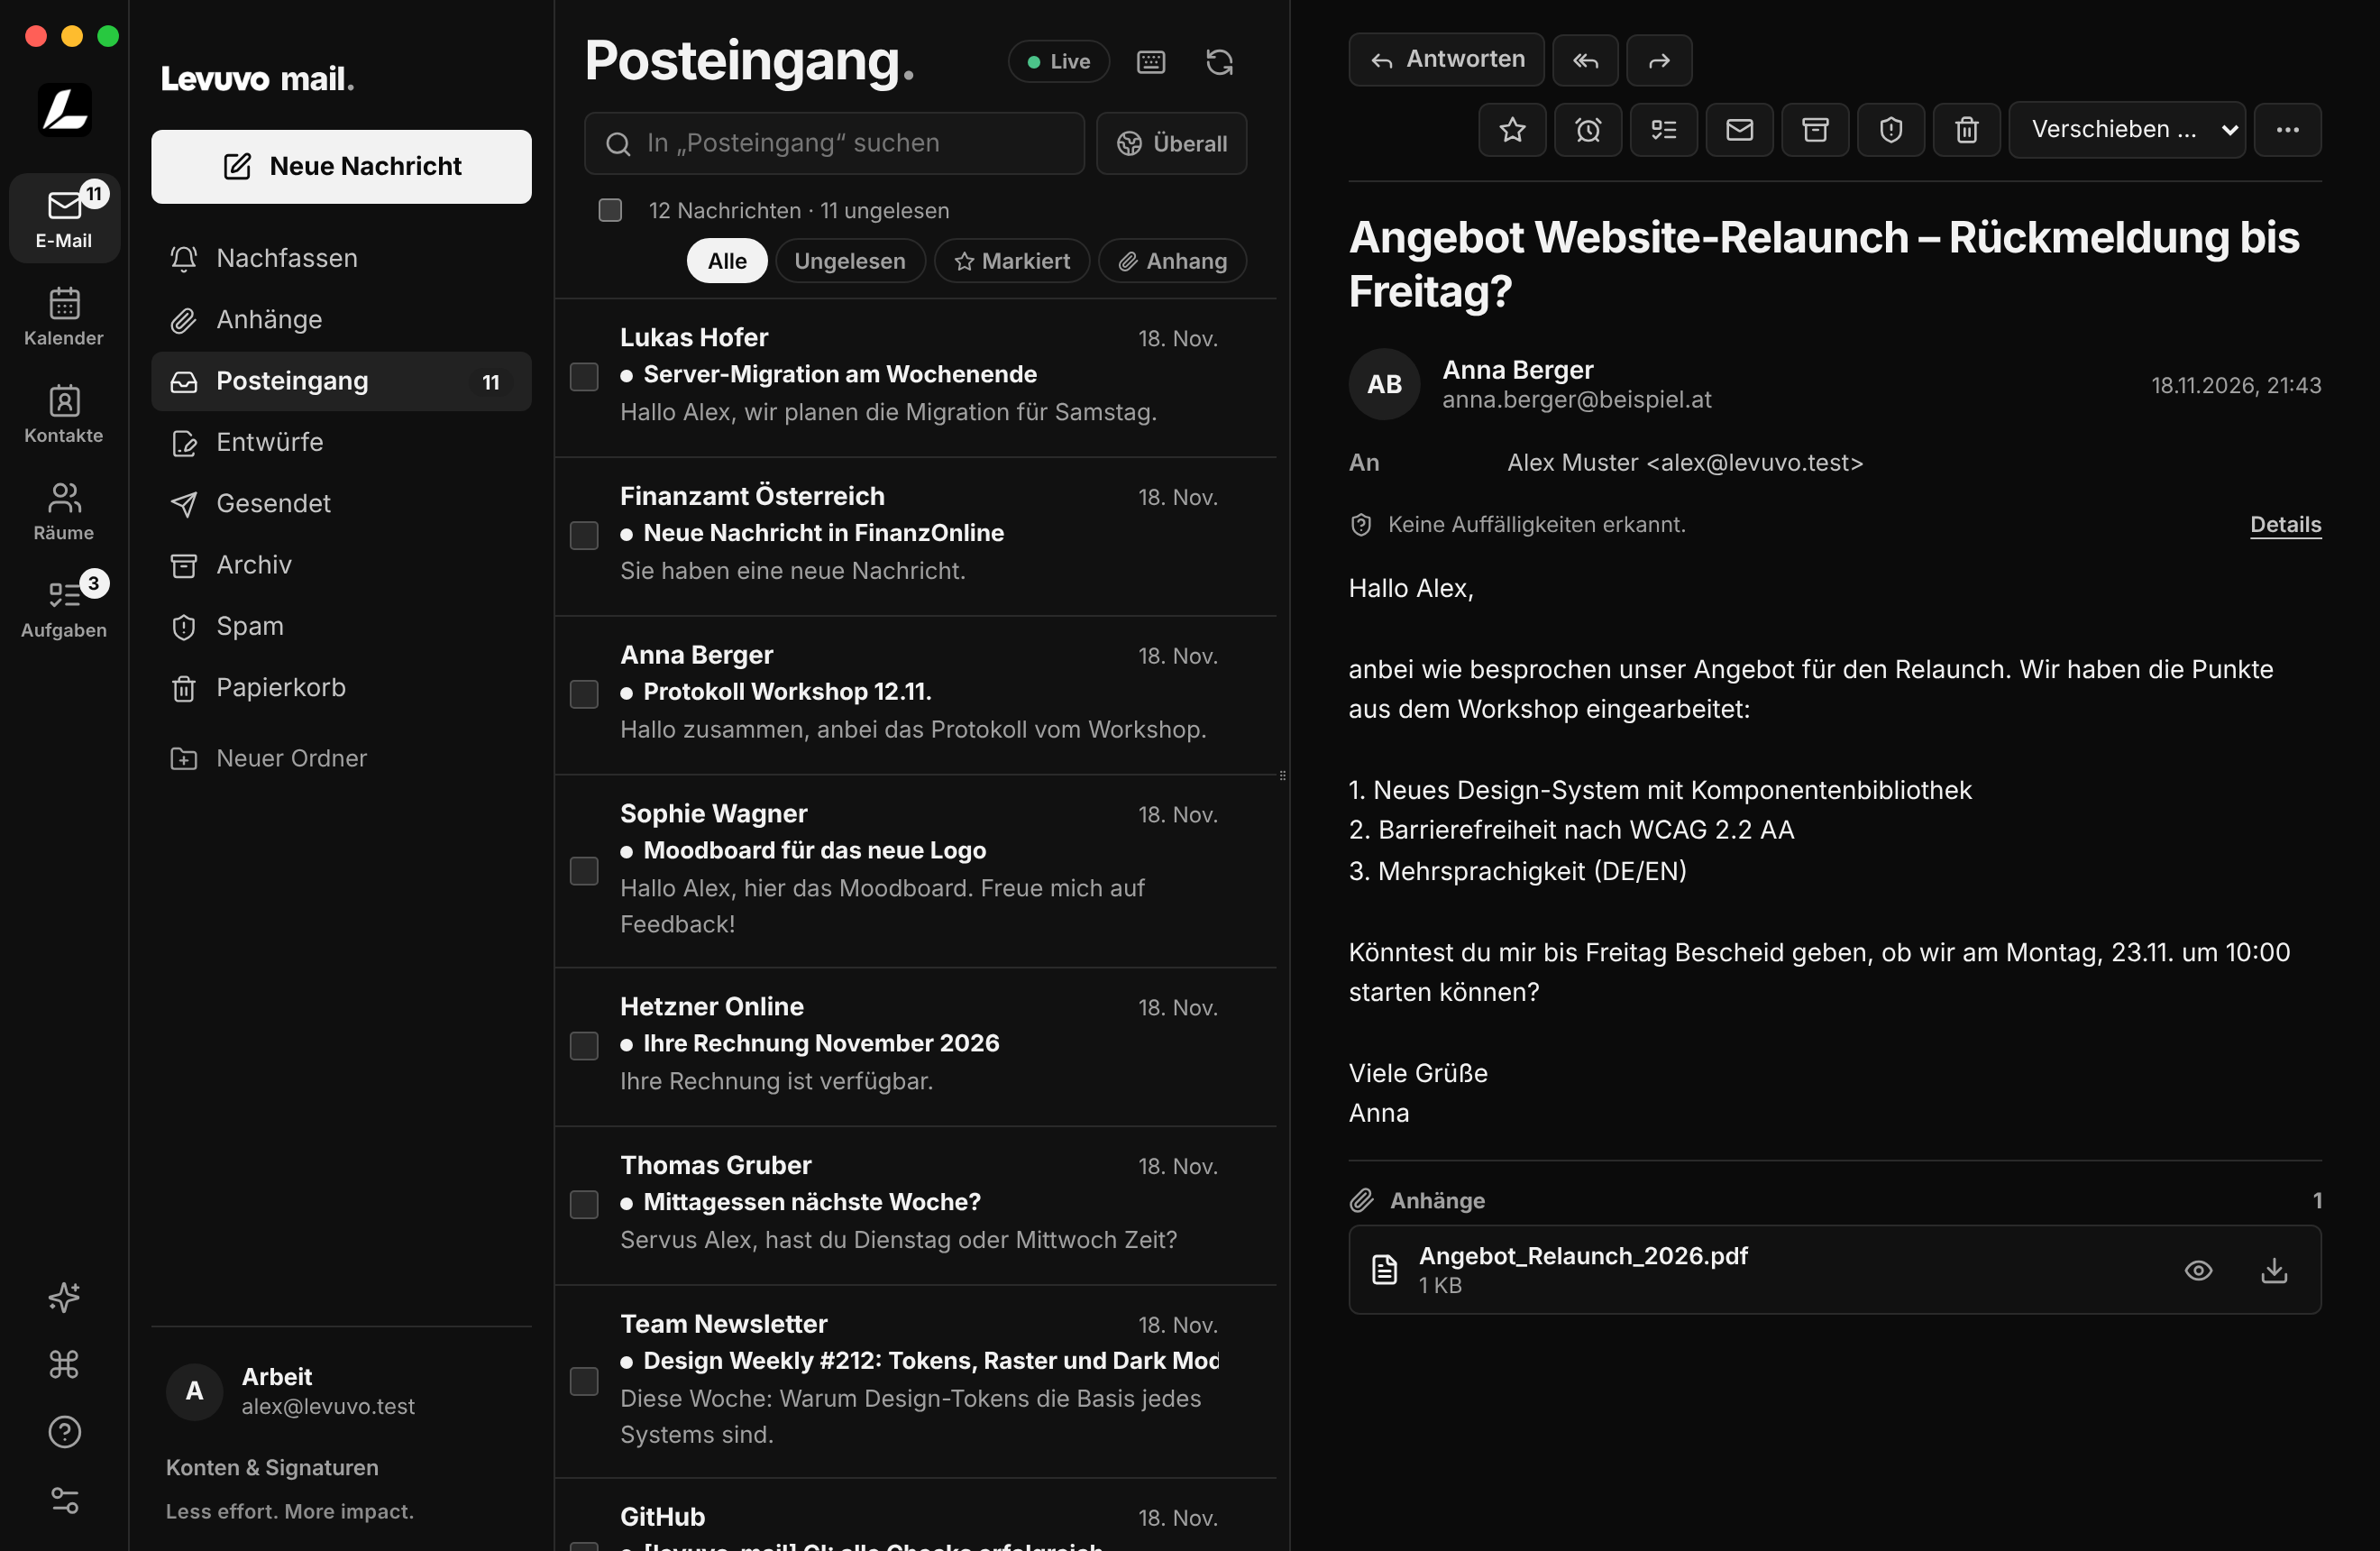 11
E-Mail
Kalender
Kontakte
Räume
3
Aufgaben
Levuvo mail.
Neue Nachricht
Nachfassen
Anhänge
Posteingang 11
Entwürfe
Gesendet
Archiv
Spam
Papierkorb
Neuer Ordner
A
Arbeit
alex@levuvo.test
Konten & Signaturen
Less effort. More impact.
Posteingang.
Live
In „Posteingang“ suchen
Überall
12 Nachrichten · 11 ungelesen
Alle Ungelesen Markiert Anhang
Lukas Hofer 18. Nov.
Server-Migration am Wochenende
Hallo Alex, wir planen die Migration für Samstag.
Finanzamt Österreich 18. Nov.
Neue Nachricht in FinanzOnline
Sie haben eine neue Nachricht.
Anna Berger 18. Nov.
Protokoll Workshop 12.11.
Hallo zusammen, anbei das Protokoll vom Workshop.
Sophie Wagner 18. Nov.
Moodboard für das neue Logo
Hallo Alex, hier das Moodboard. Freue mich auf
Feedback!
Hetzner Online 18. Nov.
Ihre Rechnung November 2026
Ihre Rechnung ist verfügbar.
Thomas Gruber 18. Nov.
Mittagessen nächste Woche?
Servus Alex, hast du Dienstag oder Mittwoch Zeit?
Team Newsletter 18. Nov.
Design Weekly #212: Tokens, Raster und Dark Mod
Diese Woche: Warum Design-Tokens die Basis jedes
Systems sind.
GitHub 18. Nov.
[levuvo-mail] CI: alle Checks erfolgreich
Antworten
Verschieben ...
Angebot Website-Relaunch – Rückmeldung bis
Freitag?
AB
Anna Berger
anna.berger@beispiel.at
18.11.2026, 21:43
An Alex Muster <alex@levuvo.test>
Keine Auffälligkeiten erkannt. Details
Hallo Alex,
anbei wie besprochen unser Angebot für den Relaunch. Wir haben die Punkte
aus dem Workshop eingearbeitet:
1. Neues Design-System mit Komponentenbibliothek
2. Barrierefreiheit nach WCAG 2.2 AA
3. Mehrsprachigkeit (DE/EN)
Könntest du mir bis Freitag Bescheid geben, ob wir am Montag, 23.11. um 10:00
starten können?
Viele Grüße
Anna
Anhänge 1
Angebot_Relaunch_2026.pdf
1 KB